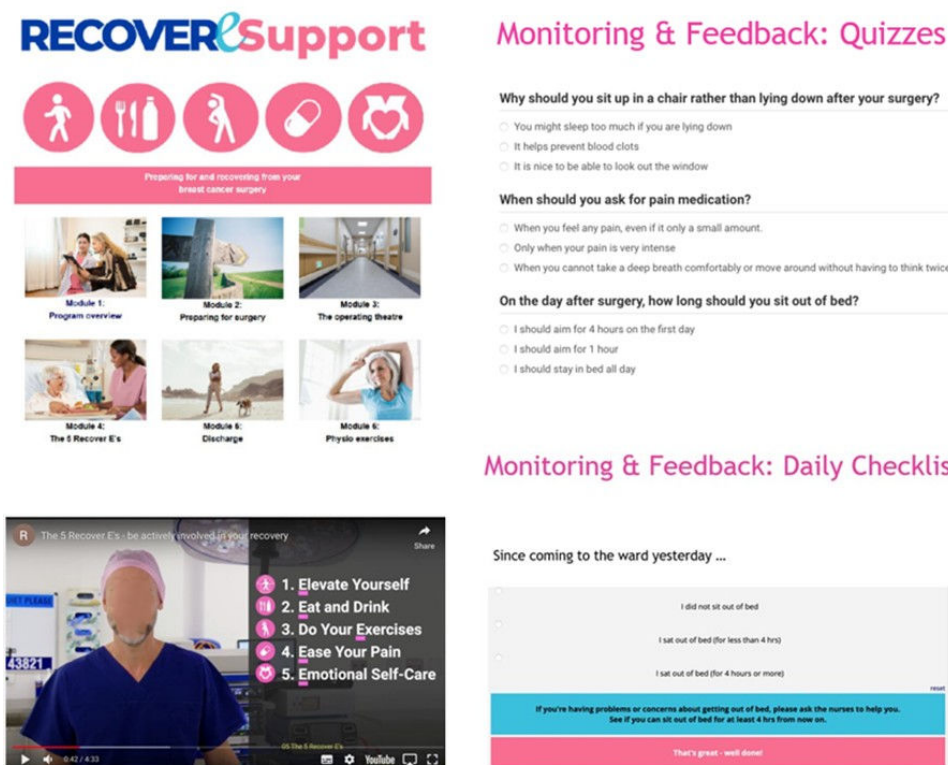 RECOVEReSupport
Preparing for and recovering from your
breast cancer surgery
Module 1:
Program overview
Module 2:
Preparing for surgery
Module 3:
The operating theatre
Module 4:
The 5 Recover E's
Module 5:
Discharge
Module 6:
Physio exercises
Monitoring & Feedback: Quizzes
Why should you sit up in a chair rather than lying down after your surgery?
You might sleep too much if you are lying down
It helps prevent blood clots
It is nice to be able to look out the window
When should you ask for pain medication?
When you feel any pain, even if it only a small amount.
Only when your pain is very intense
When you cannot take a deep breath comfortably or move around without having to think twice
On the day after surgery, how long should you sit out of bed?
I should aim for 4 hours on the first day
I should aim for 1 hour
I should stay in bed all day
R The 5 Recover E's - be actively involved in your recovery
Share
1. Elevate Yourself
2. Eat and Drink
3. Do Your Exercises
4. Ease Your Pain
5. Emotional Self-Care
43821
05 The 5 Recover E's
0:42 / 4:33
YouTube
Monitoring & Feedback: Daily Checklis
Since coming to the ward yesterday ...
I did not sit out of bed
I sat out of bed (for less than 4 hrs)
I sat out of bed (for 4 hours or more)
reset
If you're having problems or concerns about getting out of bed, please ask the nurses to help you.
See if you can sit out of bed for at least 4 hrs from now on.
That's great - well done!